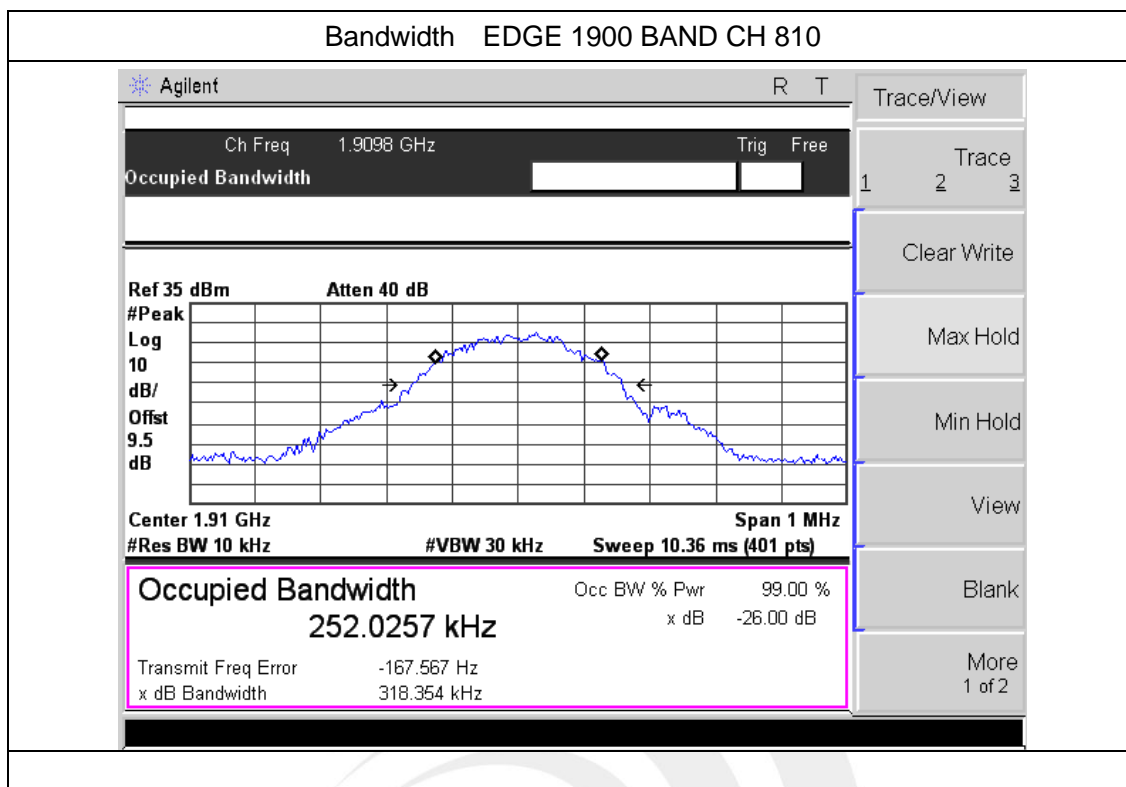 Bandwidth EDGE 1900 BAND CH 810
Agilent R T
Trace/View
Ch Freq 1.9098 GHz Trig Free
Occupied Bandwidth
Trace
1 2 3
Clear Write
Ref 35 dBm Atten 40 dB
#Peak
Log
10
dB/
Offst
9.5
dB
Max Hold
Min Hold
View
Center 1.91 GHz Span 1 MHz
#Res BW 10 kHz #VBW 30 kHz Sweep 10.36 ms (401 pts)
Occupied Bandwidth Occ BW % Pwr 99.00 %
252.0257 kHz x dB -26.00 dB
Blank
Transmit Freq Error -167.567 Hz
x dB Bandwidth 318.354 kHz
More
1 of 2